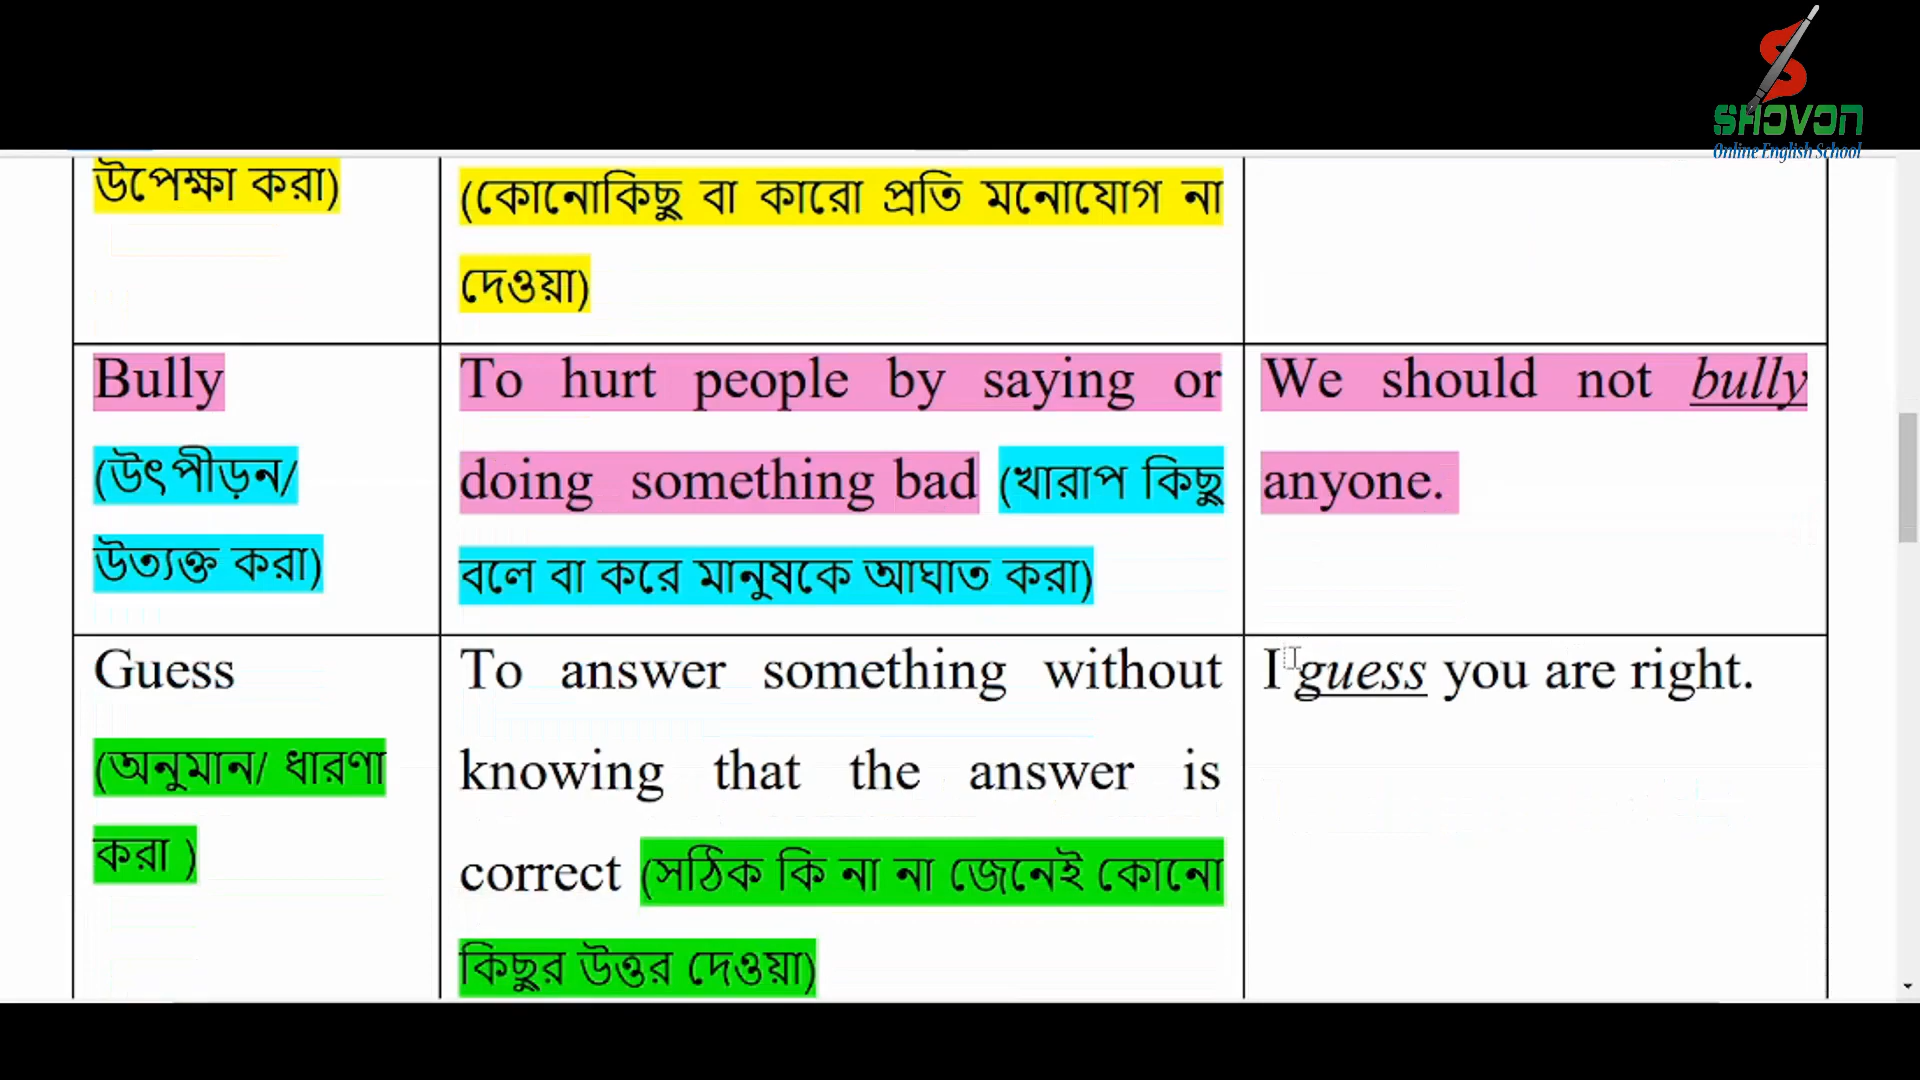 SHOVON
Online English School
উপেক্ষা করা)
(কোনোকিছু বা কারো প্রতি মনোযোগ না
দেওয়া)
Bully
(উৎপীড়ন/
উত্যক্ত করা)
To hurt people by saying or
doing something bad (খারাপ কিছু
বলে বা করে মানুষকে আঘাত করা)
We should not bully
anyone.
Guess
(অনুমান/ ধারণা
করা )
To answer something without
knowing that the answer is
correct (সঠিক কি না না জেনেই কোনো
কিছুর উত্তর দেওয়া)
I guess you are right.